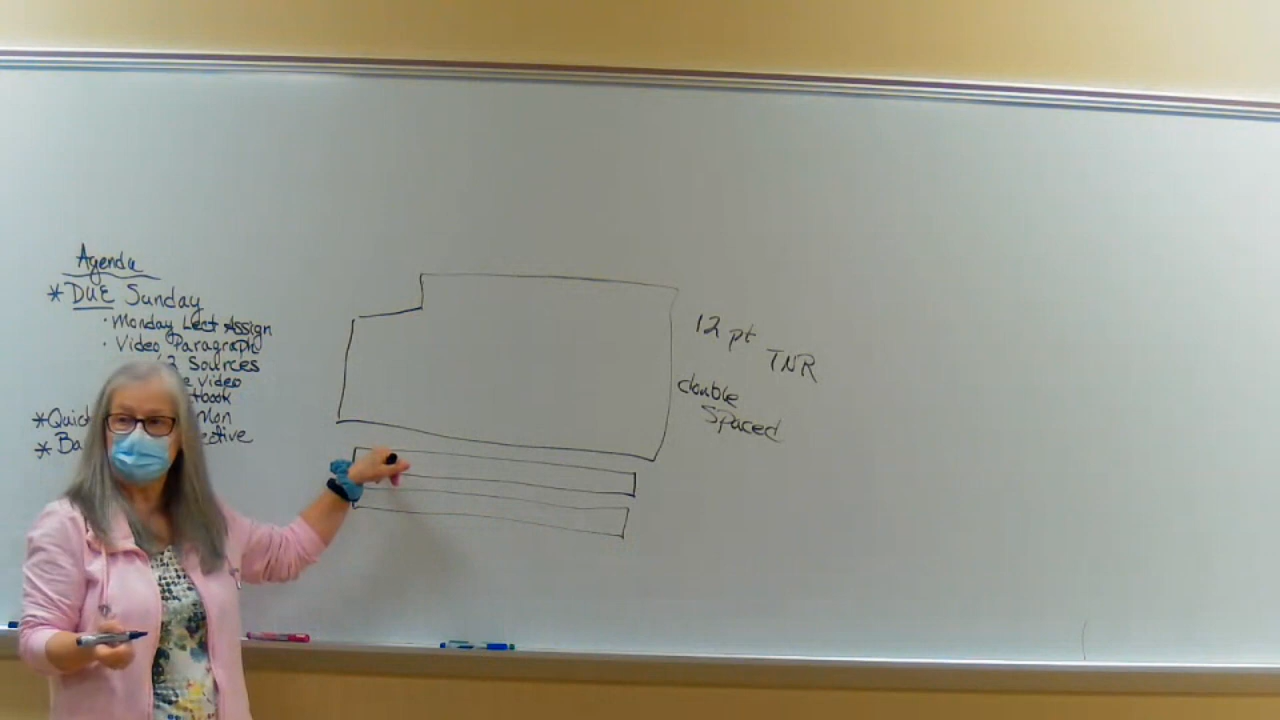 Agenda
* DUE Sunday
· Monday Lect Assign
· Video Paragraph
2 Sources
video
* Quick
Mon
* Ba
ective
12 pt
TNR
double
Spaced